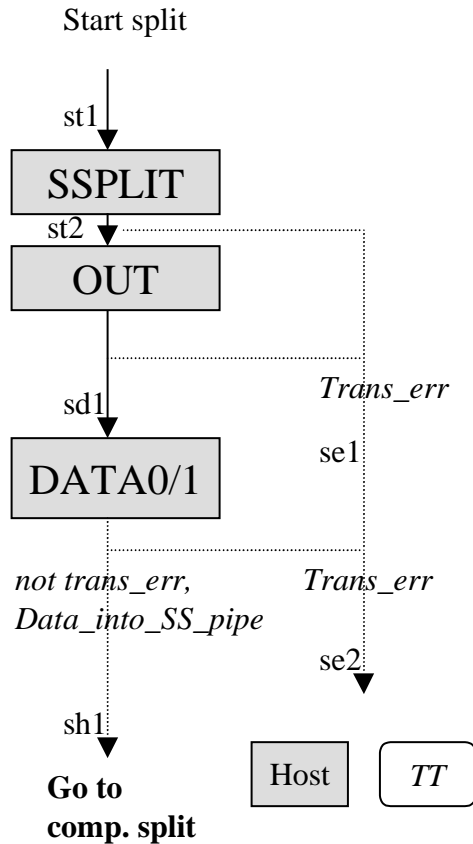 Start split
st1
SSPLIT
st2
OUT
Trans_err
sd1
se1
DATA0/1
not trans_err,
Data_into_SS_pipe
Trans_err
se2
sh1
Go to
comp. split
Host
TT